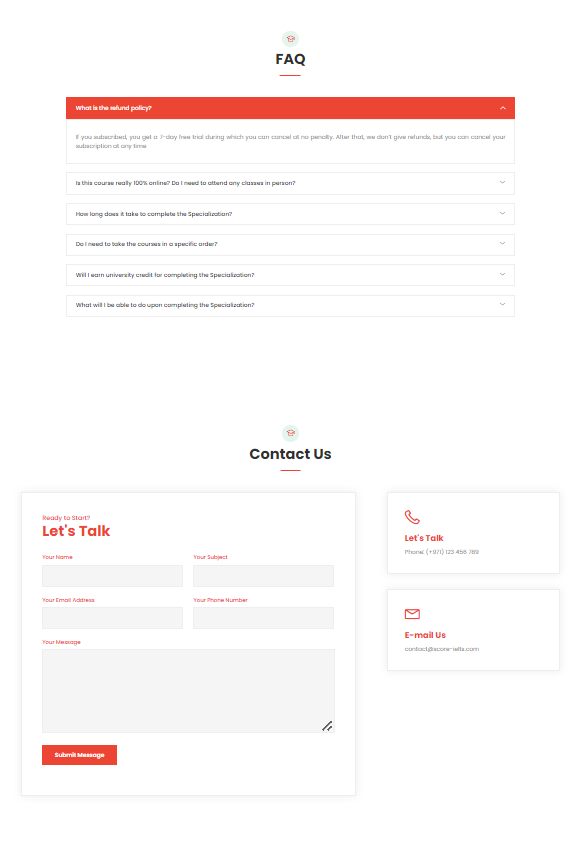 FAQ
What is the refund policy?
If you subscribed, you get a 7-day free trial during which you can cancel at no penalty. After that, we don't give refunds, but you can cancel your
subscription at any time
Is this course really 100% online? Do I need to attend any classes in person?
How long does it take to complete the Specialization?
Do I need to take the courses in a specific order?
Will I earn university credit for completing the Specialization?
What will I be able to do upon completing the Specialization?
Contact Us
Ready to Start?
Let's Talk
Your Name
Your Subject
Your Email Address
Your Phone Number
Your Message
Submit Message
Let's Talk
Phone: (+971) 123 456 789
E-mail Us
contact@score-ielts.com